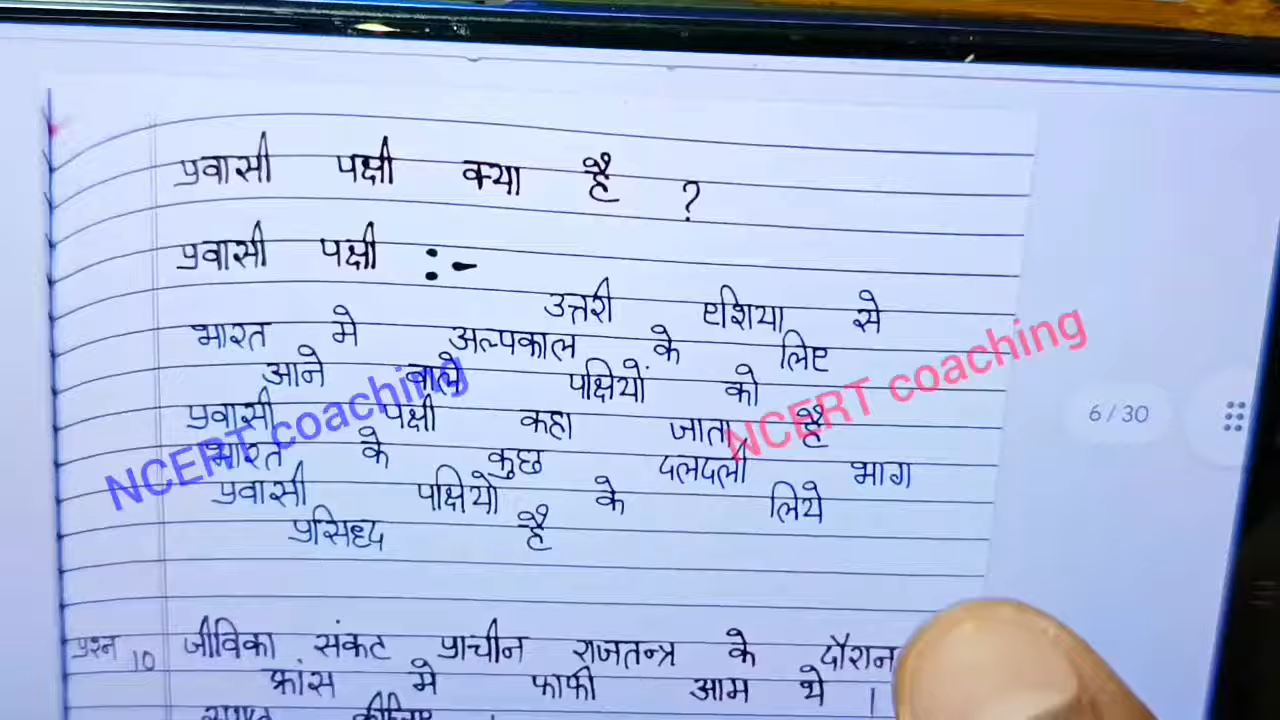 प्रवासी पक्षी क्या है ?
प्रवासी पक्षी :-
उत्तरी एशिया से
भारत मे अल्पकाल के लिए
आने वाले पक्षियों को
प्रवासी पक्षी कहा जाता है
भारत के कुछ दलदली भाग
प्रवासी पक्षियो के लिये
प्रसिध्द है
NCERT coaching
NCERT coaching
6/30
प्रश्न 10 जीविका संकट प्राचीन राजतन्त्र के दौरान
फ्रांस मे काफी आम थे ।
कीजिए